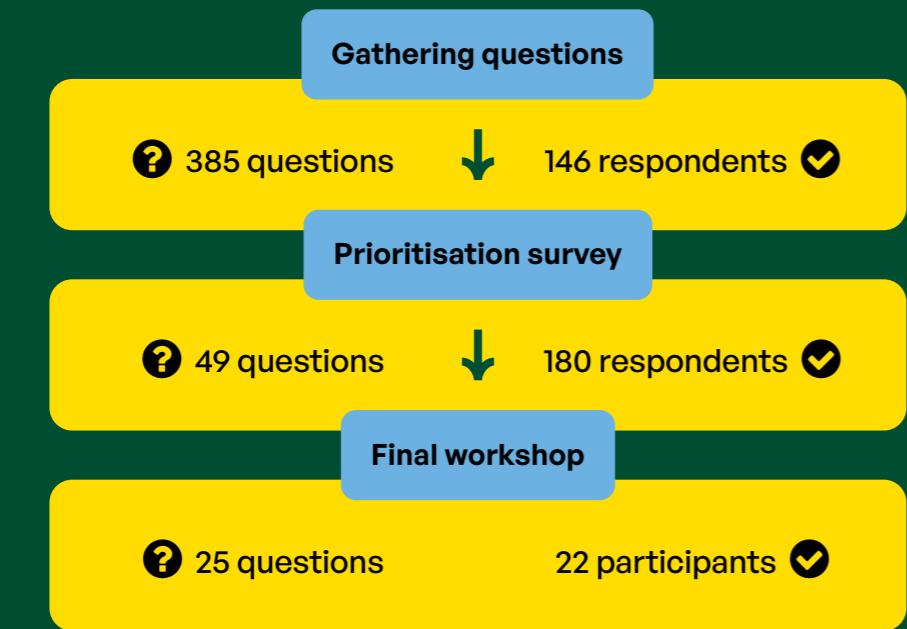 Gathering questions
385 questions 146 respondents
Prioritisation survey
49 questions 180 respondents
Final workshop
25 questions 22 participants